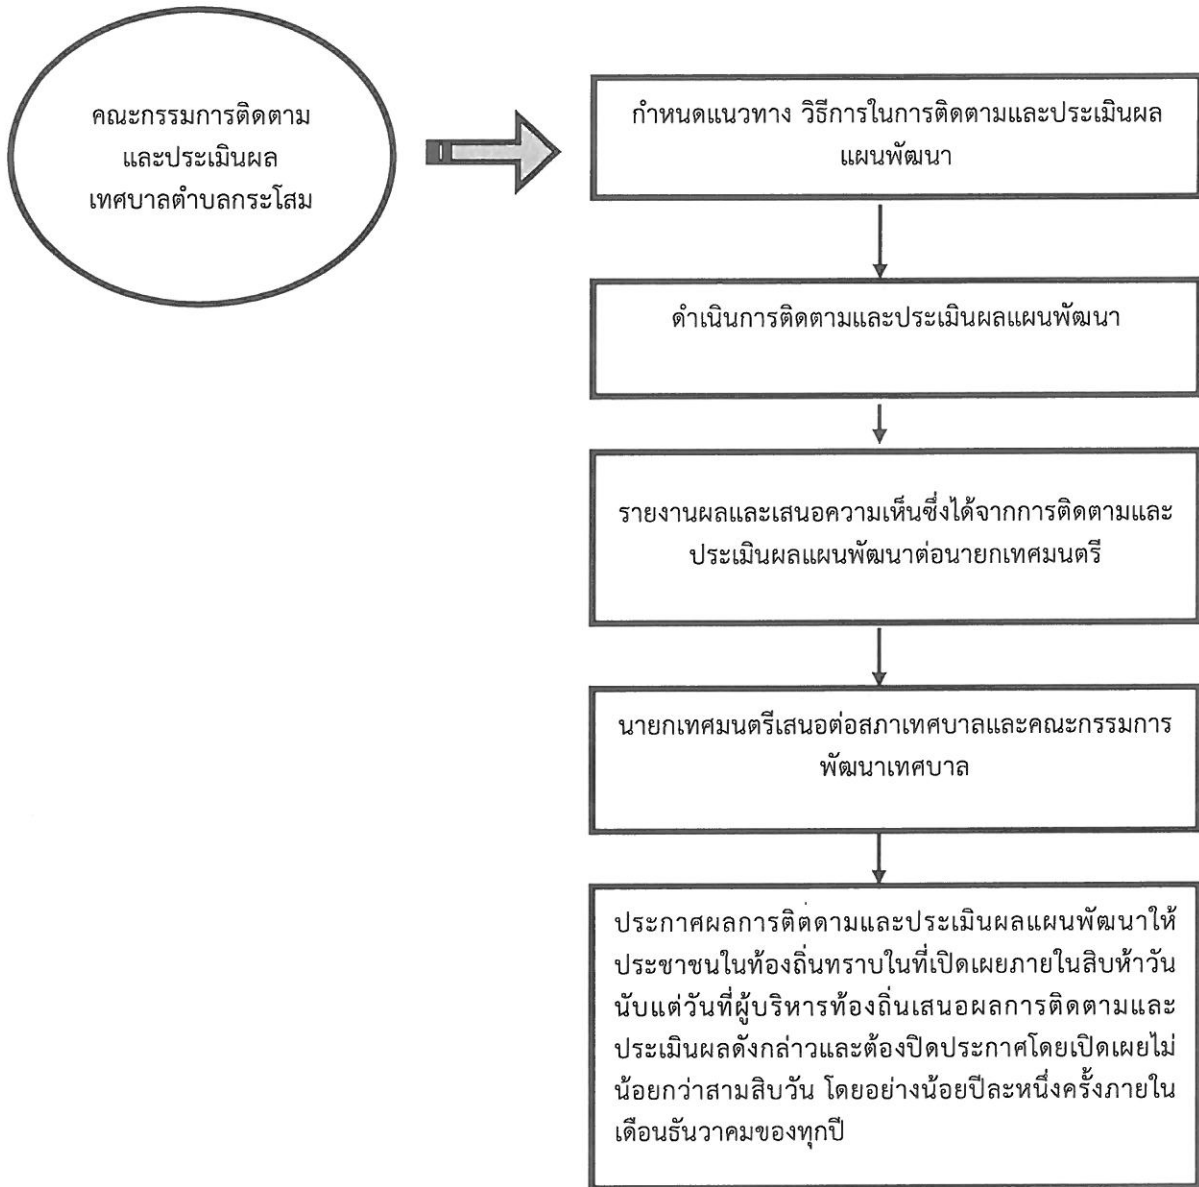 คณะกรรมการติดตาม
และประเมินผล
เทศบาลตำบลกระโสม
กำหนดแนวทาง วิธีการในการติดตามและประเมินผล
แผนพัฒนา
ดำเนินการติดตามและประเมินผลแผนพัฒนา
รายงานผลและเสนอความเห็นซึ่งได้จากการติดตามและ
ประเมินผลแผนพัฒนาต่อนายกเทศมนตรี
นายกเทศมนตรีเสนอต่อสภาเทศบาลและคณะกรรมการ
พัฒนาเทศบาล
ประกาศผลการติดตามและประเมินผลแผนพัฒนาให้
ประชาชนในท้องถิ่นทราบในที่เปิดเผยภายในสิบห้าวัน
นับแต่วันที่ผู้บริหารท้องถิ่นเสนอผลการติดตามและ
ประเมินผลดังกล่าวและต้องปิดประกาศโดยเปิดเผยไม่
น้อยกว่าสามสิบวัน โดยอย่างน้อยปีละหนึ่งครั้งภายใน
เดือนธันวาคมของทุกปี